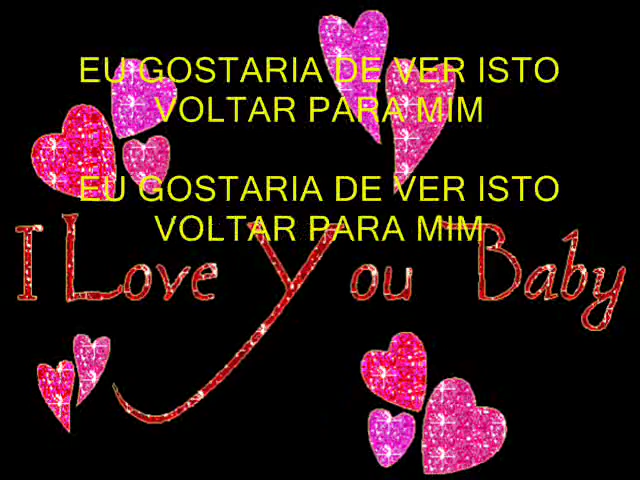 EU GOSTARIA DE VER ISTO
VOLTAR PARA MIM
EU GOSTARIA DE VER ISTO
VOLTAR PARA MIM
I Love You Baby